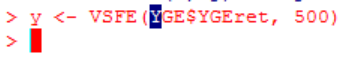 > y <- VSFE(YGE$YGEret, 500)
>